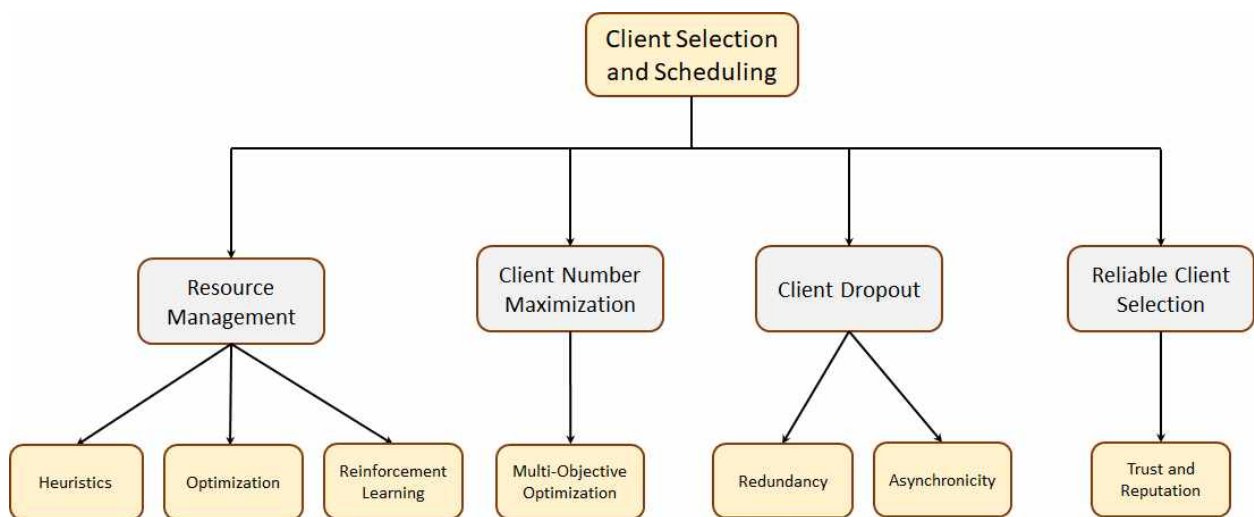 Client Selection
and Scheduling
Resource
Management
Client Number
Maximization
Client Dropout
Reliable Client
Selection
Heuristics
Optimization
Reinforcement
Learning
Multi-Objective
Optimization
Redundancy
Asynchronicity
Trust and
Reputation